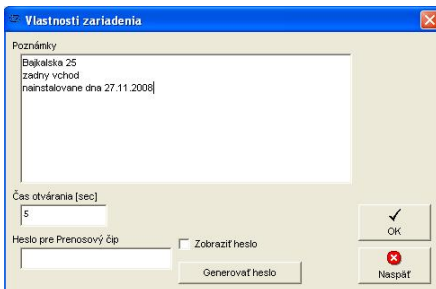 Vlastnosti zariadenia
Poznámky
Bajkalska 25
zadny vchod
nainstalovane dna 27.11.2008
Čas otvárania [sec]
5
Heslo pre Prenosový čip
Zobraziť heslo
Generovať heslo
OK
Naspäť